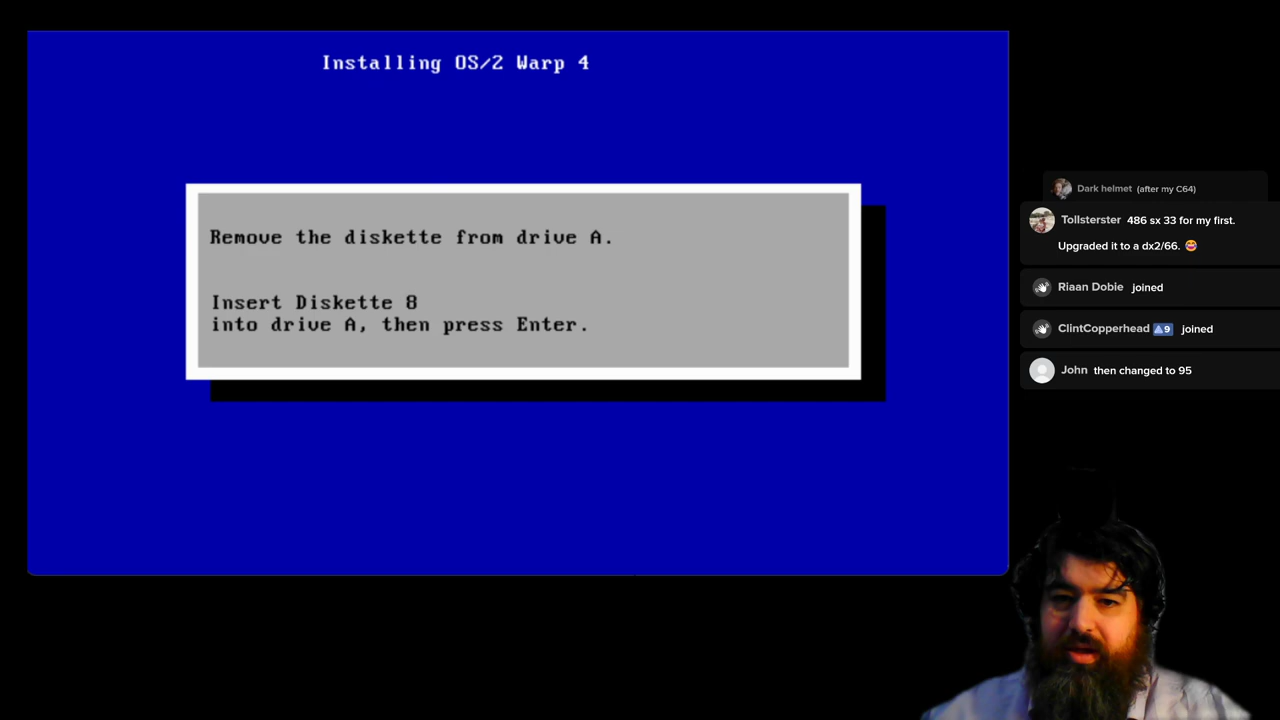 Installing OS/2 Warp 4
Remove the diskette from drive A.
Insert Diskette 8
into drive A, then press Enter.
Dark helmet (after my C64)
Tollsterster 486 sx 33 for my first.
Upgraded it to a dx2/66. 😂
Riaan Dobie joined
ClintCopperhead 9 joined
John then changed to 95